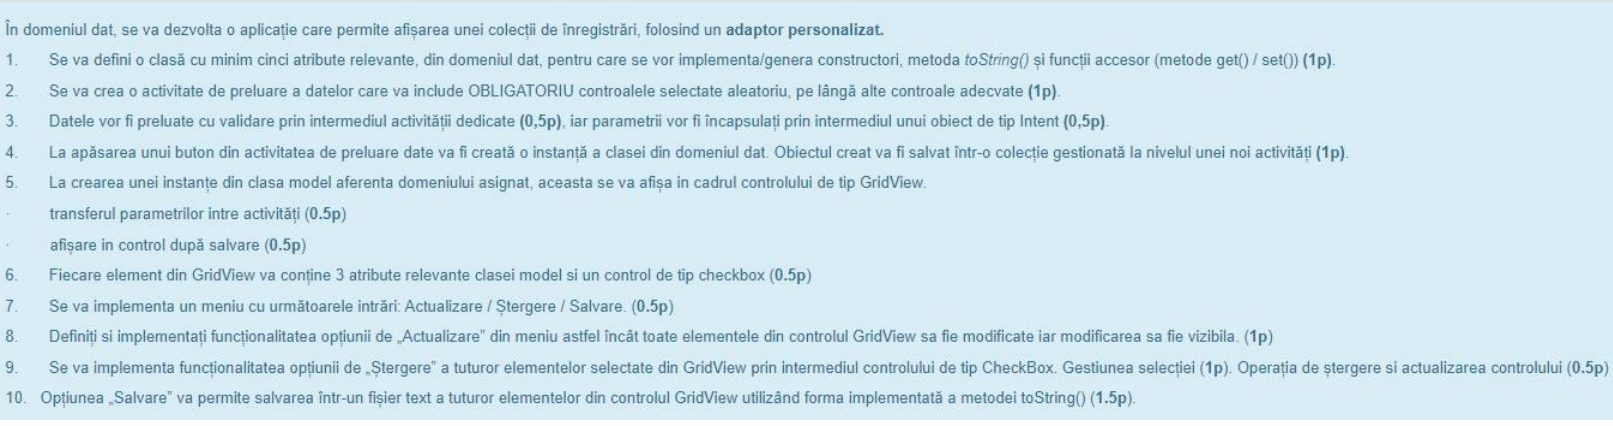 În domeniul dat, se va dezvolta o aplicație care permite afișarea unei colecții de înregistrări, folosind un adaptor personalizat.
1. Se va defini o clasă cu minim cinci atribute relevante, din domeniul dat, pentru care se vor implementa/genera constructori, metoda toString() și funcții accesor (metode get() / set()) (1p).
2. Se va crea o activitate de preluare a datelor care va include OBLIGATORIU controalele selectate aleatoriu, pe lângă alte controale adecvate (1p).
3. Datele vor fi preluate cu validare prin intermediul activității dedicate (0,5p), iar parametrii vor fi încapsulați prin intermediul unui obiect de tip Intent (0,5p).
4. La apăsarea unui buton din activitatea de preluare date va fi creată o instanță a clasei din domeniul dat. Obiectul creat va fi salvat într-o colecție gestionată la nivelul unei noi activități (1p).
5. La crearea unei instanțe din clasa model aferenta domeniului asignat, aceasta se va afișa in cadrul controlului de tip GridView.
· transferul parametrilor intre activități (0.5p)
· afișare in control după salvare (0.5p)
6. Fiecare element din GridView va conține 3 atribute relevante clasei model si un control de tip checkbox (0.5p)
7. Se va implementa un meniu cu următoarele intrări: Actualizare / Ștergere / Salvare. (0.5p)
8. Definiți si implementați funcționalitatea opțiunii de „Actualizare” din meniu astfel încât toate elementele din controlul GridView sa fie modificate iar modificarea sa fie vizibila. (1p)
9. Se va implementa funcționalitatea opțiunii de „Ștergere” a tuturor elementelor selectate din GridView prin intermediul controlului de tip CheckBox. Gestiunea selecției (1p). Operația de ștergere si actualizarea controlului (0.5p)
10. Opțiunea „Salvare” va permite salvarea într-un fișier text a tuturor elementelor din controlul GridView utilizând forma implementată a metodei toString() (1.5p).